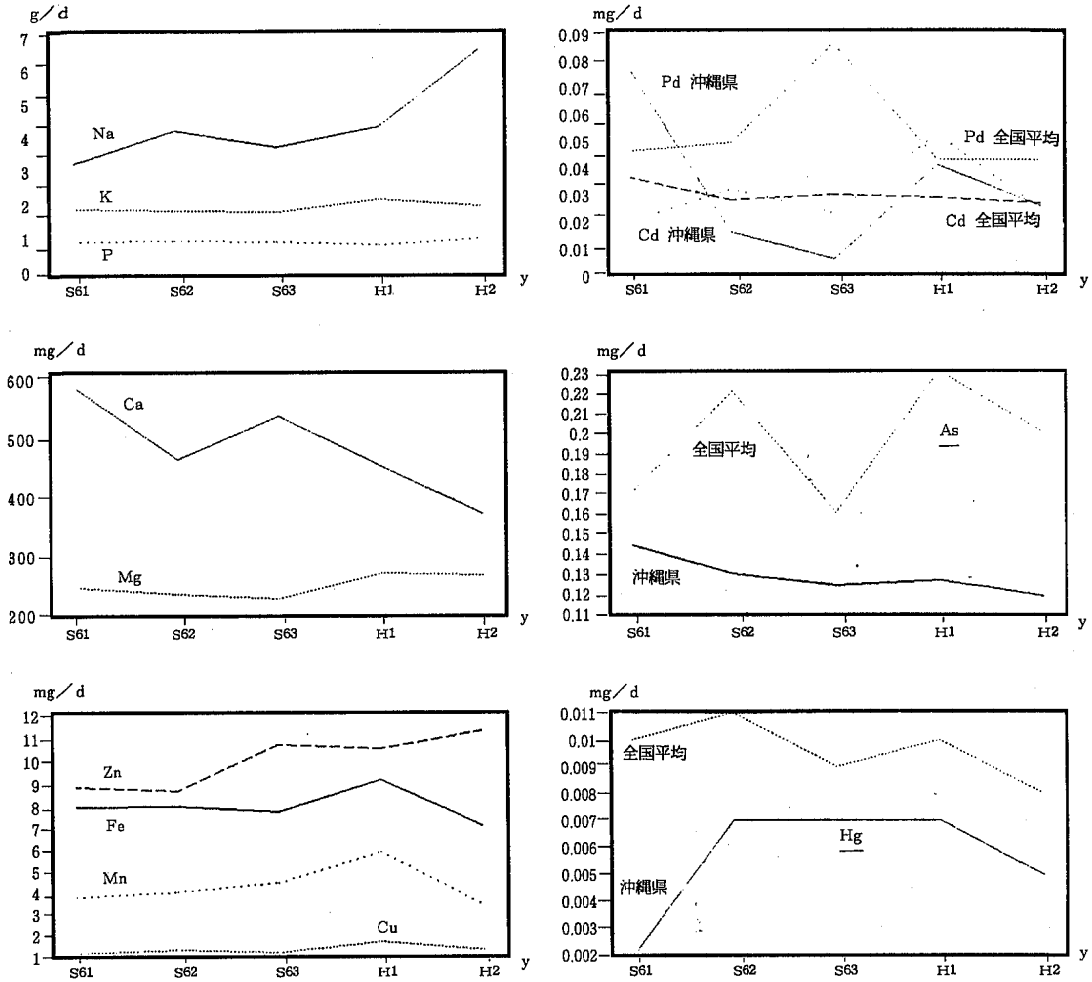 g/d
7
6
5
4
3
2
1
0
Na
K
P
S61 S62 S63 H1 H2 y
mg/d
0.09
0.08
0.07
0.06
0.05
0.04
0.03
0.02
0.01
0
Pd 沖縄県
Pd 全国平均
Cd 沖縄県
Cd 全国平均
S61 S62 S63 H1 H2 y
mg/d
600
500
400
300
200
Ca
Mg
S61 S62 S63 H1 H2 y
mg/d
0.23
0.22
0.21
0.2
0.19
0.18
0.17
0.16
0.15
0.14
0.13
0.12
0.11
As
全国平均
沖縄県
S61 S62 S63 H1 H2 y
mg/d
12
11
10
9
8
7
6
5
4
3
2
1
Zn
Fe
Mn
Cu
S61 S62 S63 H1 H2 y
mg/d
0.011
0.01
0.009
0.008
0.007
0.006
0.005
0.004
0.003
0.002
全国平均
Hg
沖縄県
S61 S62 S63 H1 H2 y